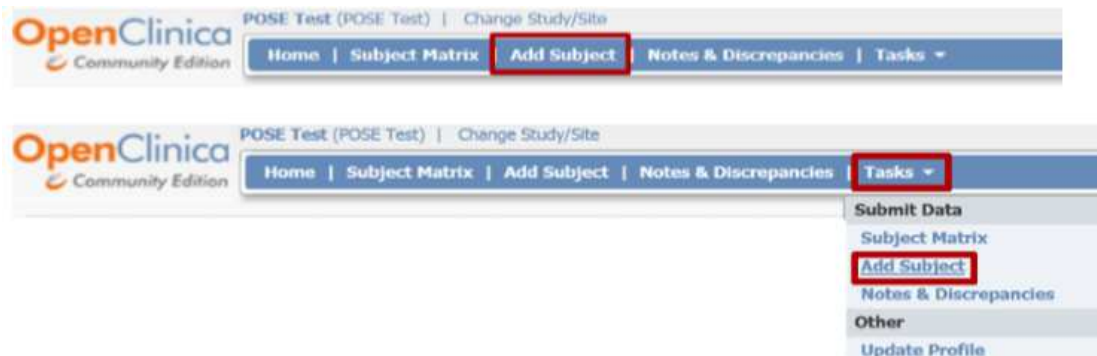 POSE Test (POSE Test) | Change Study/Site
OpenClinica
Community Edition
Home | Subject Matrix | Add Subject | Notes & Discrepancies | Tasks
POSE Test (POSE Test) | Change Study/Site
OpenClinica
Community Edition
Home | Subject Matrix | Add Subject | Notes & Discrepancies | Tasks
Submit Data
Subject Matrix
Add Subject
Notes & Discrepancies
Other
Update Profile